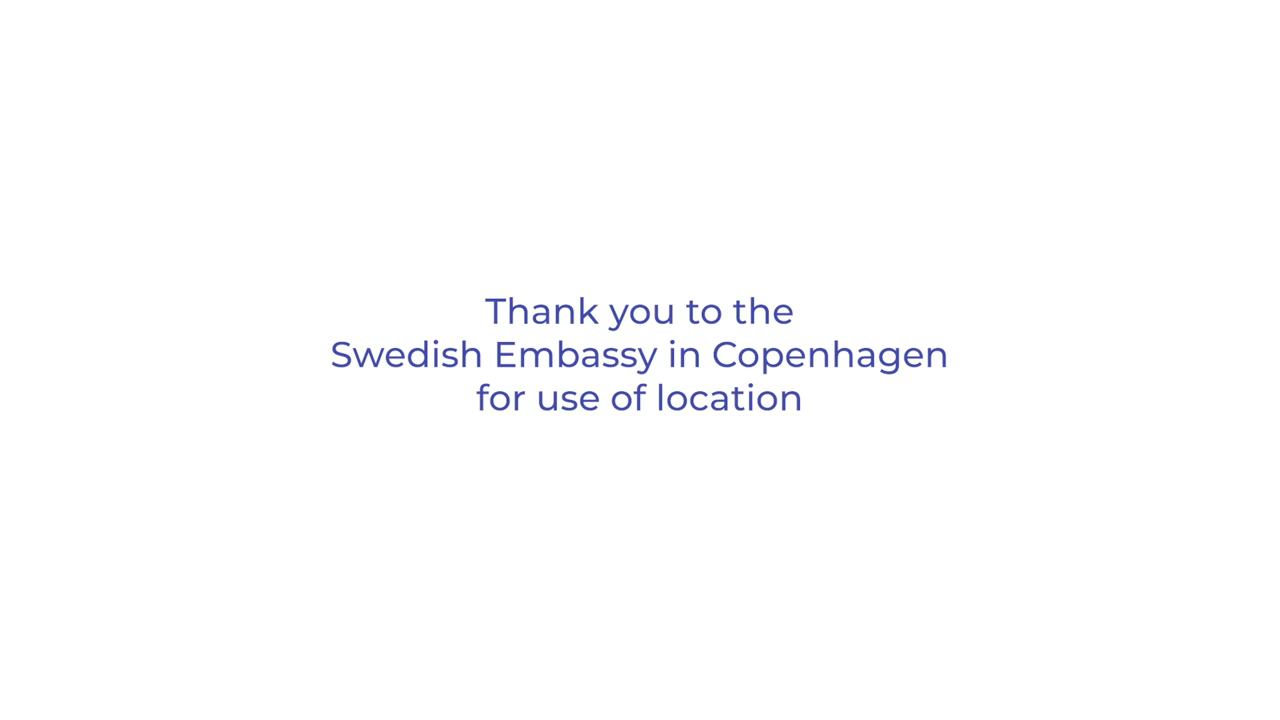 Thank you to the
Swedish Embassy in Copenhagen
for use of location